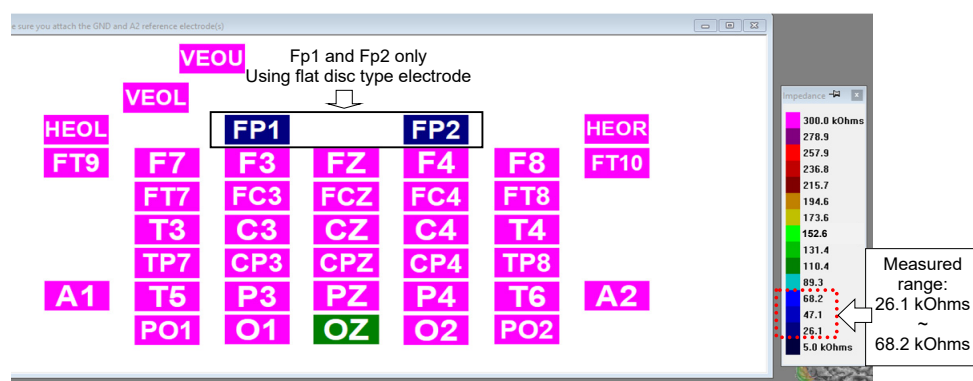 e sure you attach the GND and A2 reference electrode(s)
VEOU
Fp1 and Fp2 only
Using flat disc type electrode
VEOL
HEOL FP1 FP2 HEOR
FT9 F7 F3 FZ F4 F8 FT10
FT7 FC3 FCZ FC4 FT8
T3 C3 CZ C4 T4
TP7 CP3 CPZ CP4 TP8
A1 T5 P3 PZ P4 T6 A2
PO1 O1 OZ O2 PO2
Impedance
300.0 kOhms
278.9
257.9
236.8
215.7
194.6
173.6
152.6
131.4
110.4
89.3
68.2
47.1
26.1
5.0 kOhms
Measured
range:
26.1 kOhms
~
68.2 kOhms